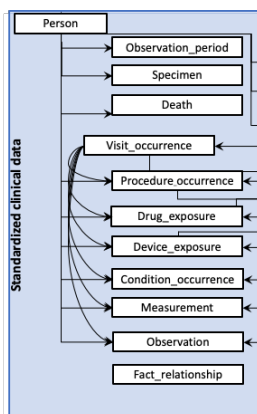 Person
Observation_period
Specimen
Death
Visit_occurrence
Procedure_occurrence
Drug_exposure
Device_exposure
Condition_occurrence
Measurement
Observation
Fact_relationship
Standardized clinical data